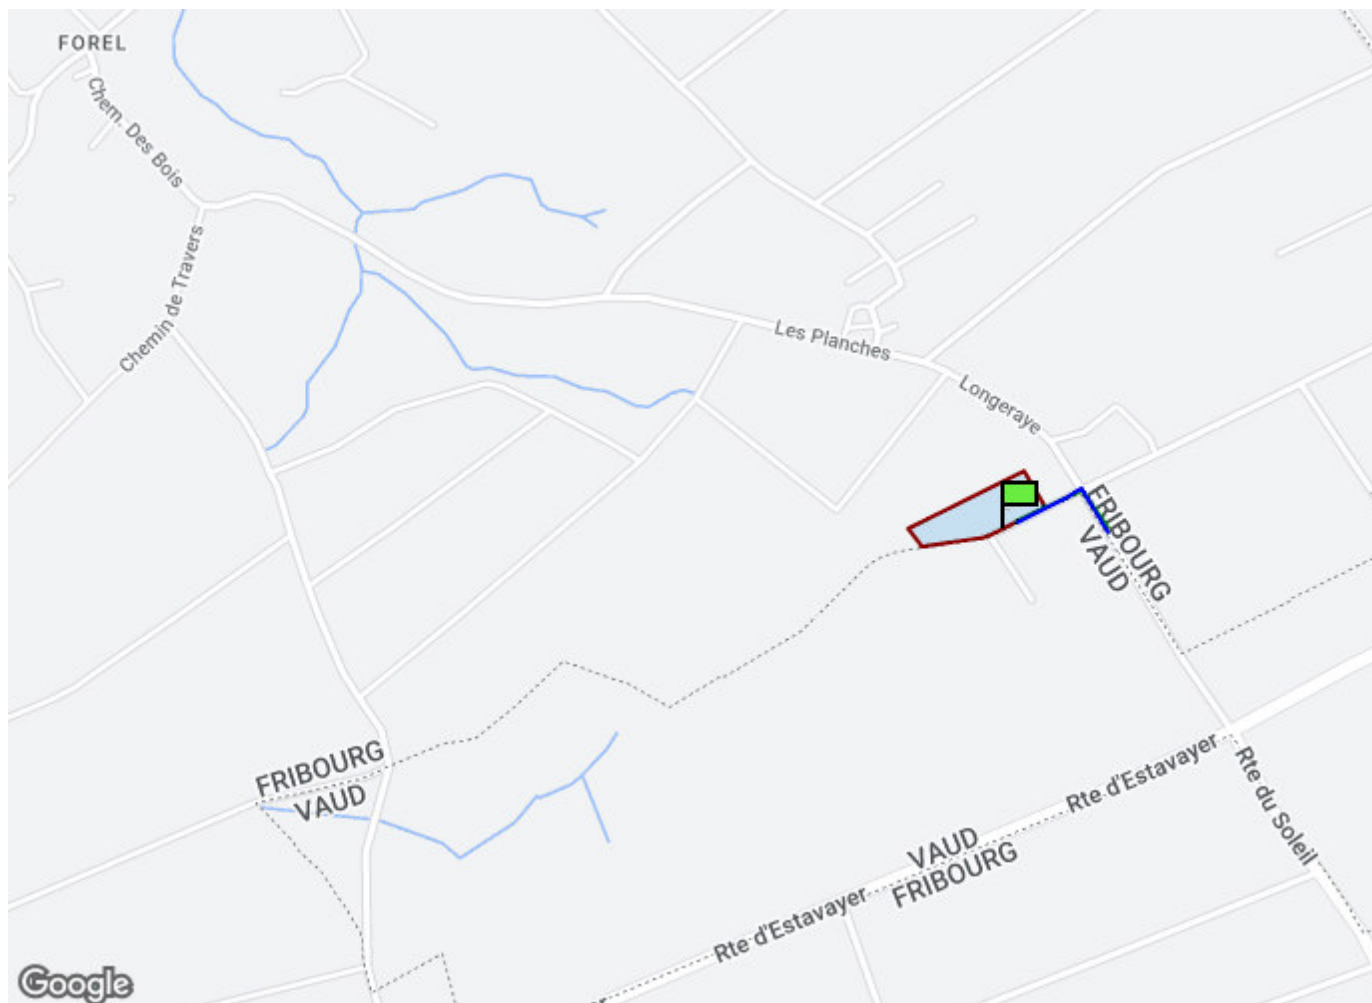 FOREL
Chem. Des Bois
Chemin de Travers
Les Planches
Longeraye
FRIBOURG
VAUD
FRIBOURG
VAUD
Rte d'Estavayer
Rte du Soleil
VAUD
FRIBOURG
Rte d'Estavayer
Google